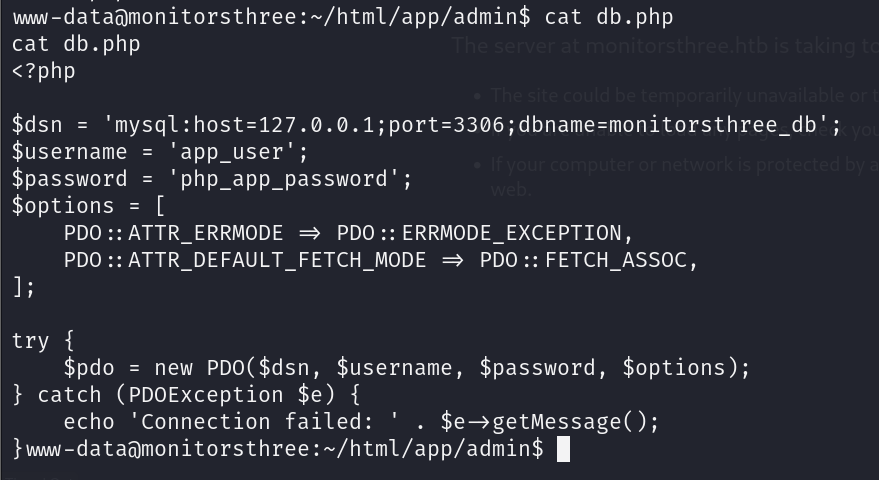 www-data@monitorsthree:~/html/app/admin$ cat db.php
cat db.php
The server at monitorsthree.htb is taking to
<?php
The site could be temporarily unavailable or t
$dsn = 'mysql:host=127.0.0.1;port=3306;dbname=monitorsthree_db';
$username = 'app_user';
If your computer or network is protected by a
$password = 'php_app_password';
web.
$options = [
    PDO::ATTR_ERRMODE => PDO::ERRMODE_EXCEPTION,
    PDO::ATTR_DEFAULT_FETCH_MODE => PDO::FETCH_ASSOC,
];
try {
    $pdo = new PDO($dsn, $username, $password, $options);
} catch (PDOException $e) {
    echo 'Connection failed: ' . $e->getMessage();
}www-data@monitorsthree:~/html/app/admin$